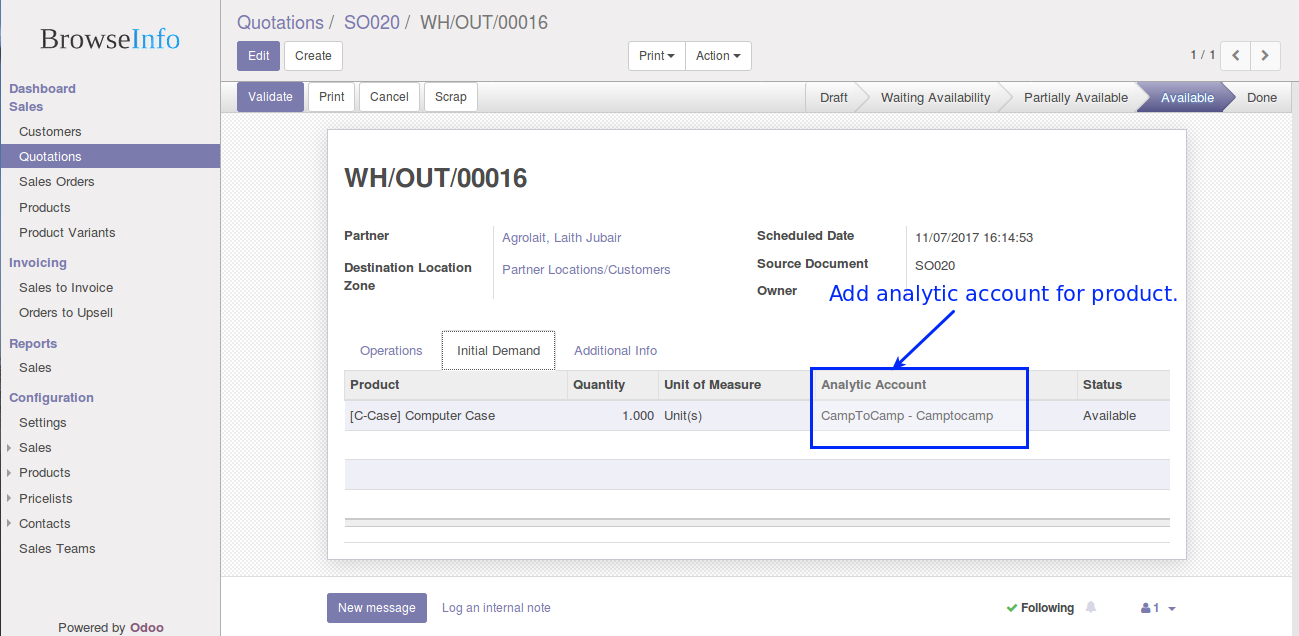 BrowseInfo
Dashboard
Sales
Customers
Quotations
Sales Orders
Products
Product Variants
Invoicing
Sales to Invoice
Orders to Upsell
Reports
Sales
Configuration
Settings
Sales
Products
Pricelists
Contacts
Sales Teams
Powered by Odoo
Quotations / SO020 / WH/OUT/00016
Edit Create Print Action 1 / 1
Validate Print Cancel Scrap Draft Waiting Availability Partially Available Available Done
WH/OUT/00016
Partner Agrolait, Laith Jubair
Destination Location Zone Partner Locations/Customers
Scheduled Date 11/07/2017 16:14:53
Source Document SO020
Owner
Add analytic account for product.
Operations Initial Demand Additional Info
Product Quantity Unit of Measure Analytic Account Status
[C-Case] Computer Case 1.000 Unit(s) CampToCamp - Camptocamp Available
New message Log an internal note Following 1